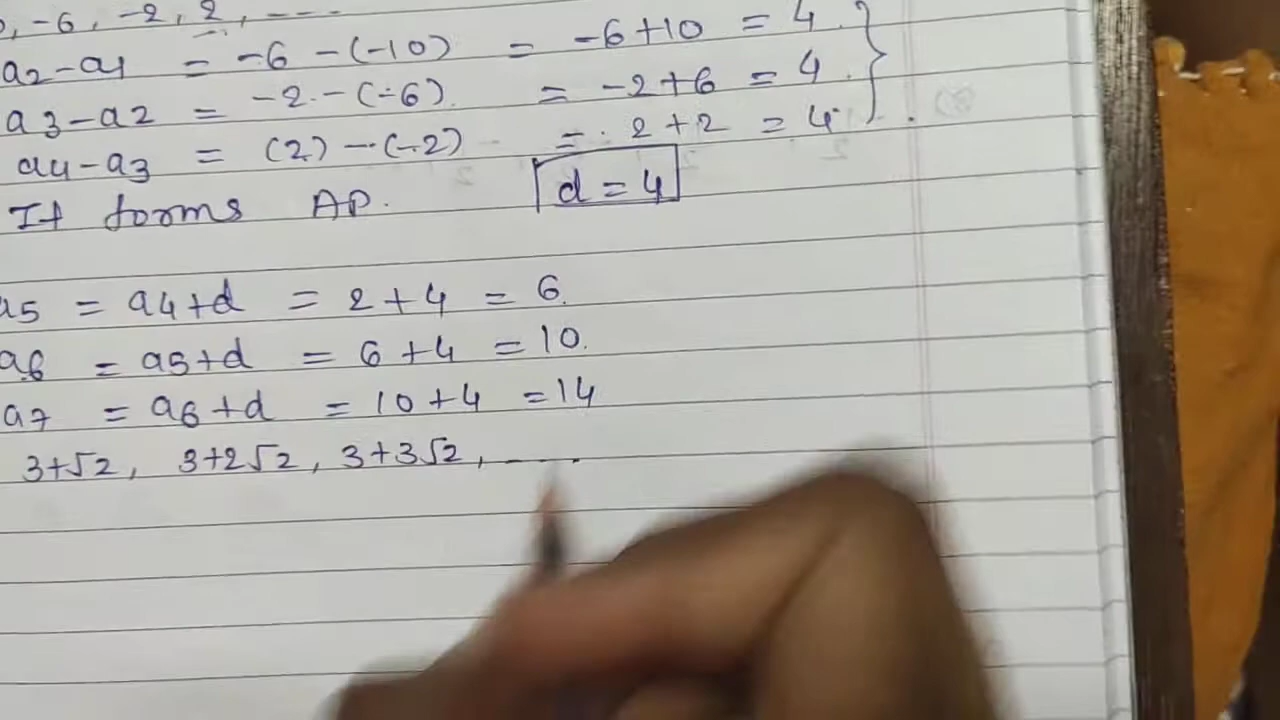 , -6, -2, 2, ----
a2-a1 = -6 -(-10) = -6+10 = 4
a3-a2 = -2 -(-6) = -2+6 = 4
a4-a3 = (2) -(-2) = 2+2 = 4
It forms AP. d = 4
a5 = a4+d = 2+4 = 6
a6 = a5+d = 6+4 = 10
a7 = a6+d = 10+4 = 14
3+√2, 3+2√2, 3+3√2, ----